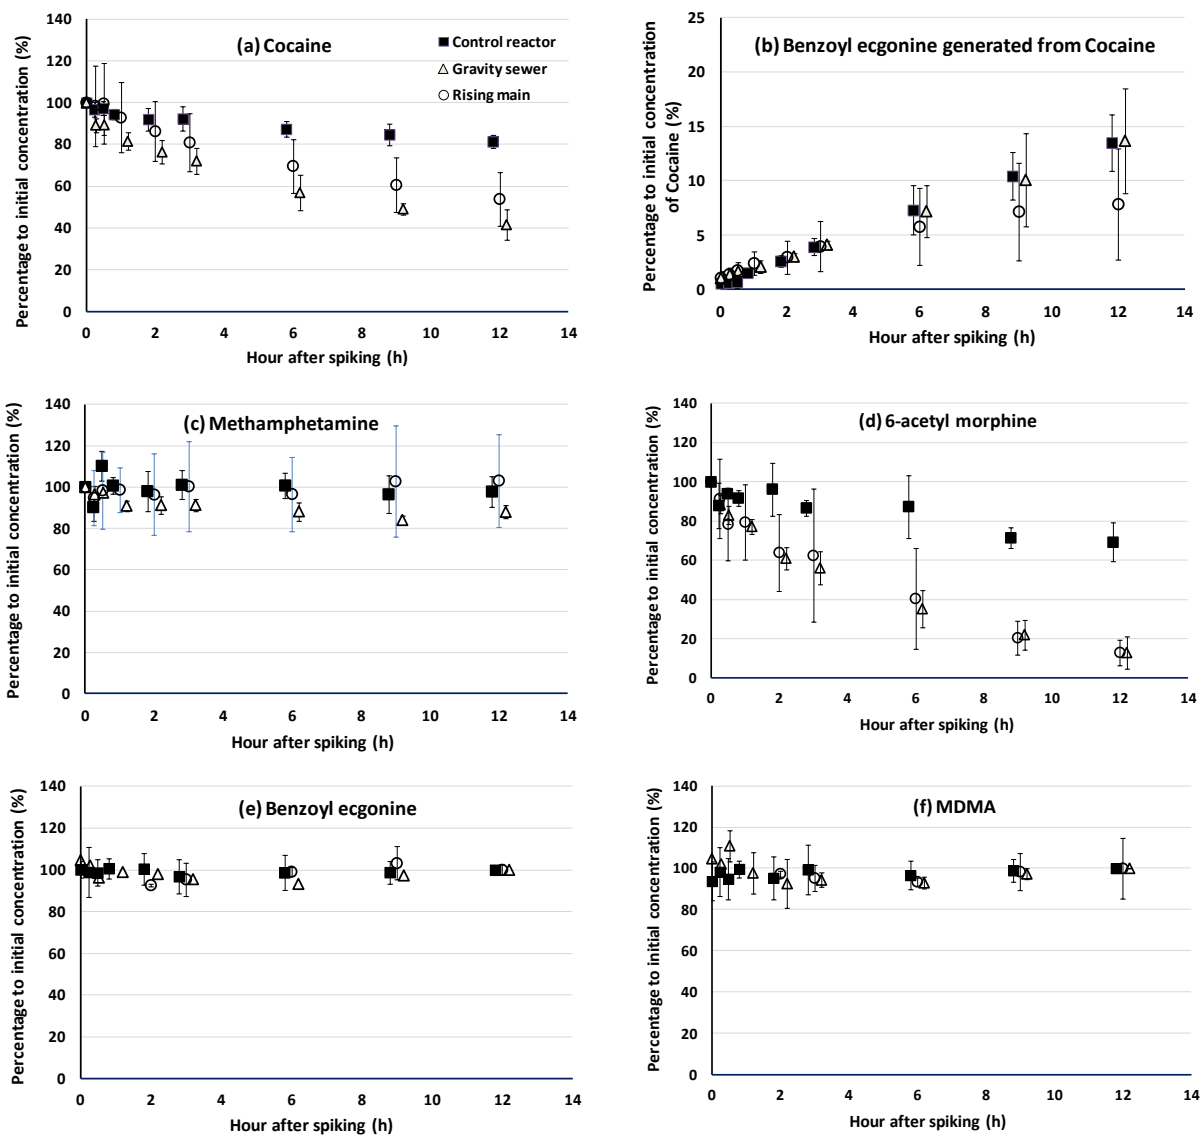 (a) Cocaine
Control reactor
Gravity sewer
Rising main
Percentage to initial concentration (%)
140
120
100
80
60
40
20
0
0 2 4 6 8 10 12 14
Hour after spiking (h)
(b) Benzoyl ecgonine generated from Cocaine
Percentage to initial concentration
of Cocaine (%)
25
20
15
10
5
0
0 2 4 6 8 10 12 14
Hour after spiking (h)
(c) Methamphetamine
Percentage to initial concentration (%)
140
120
100
80
60
40
20
0
0 2 4 6 8 10 12 14
Hour after spiking (h)
(d) 6-acetyl morphine
Percentage to initial concentration (%)
140
120
100
80
60
40
20
0
0 2 4 6 8 10 12 14
Hour after spiking (h)
(e) Benzoyl ecgonine
Percentage to initial concentration (%)
140
120
100
80
60
40
20
0
0 2 4 6 8 10 12 14
Hour after spiking (h)
(f) MDMA
Percentage to initial concentration (%)
140
120
100
80
60
40
20
0
0 2 4 6 8 10 12 14
Hour after spiking (h)